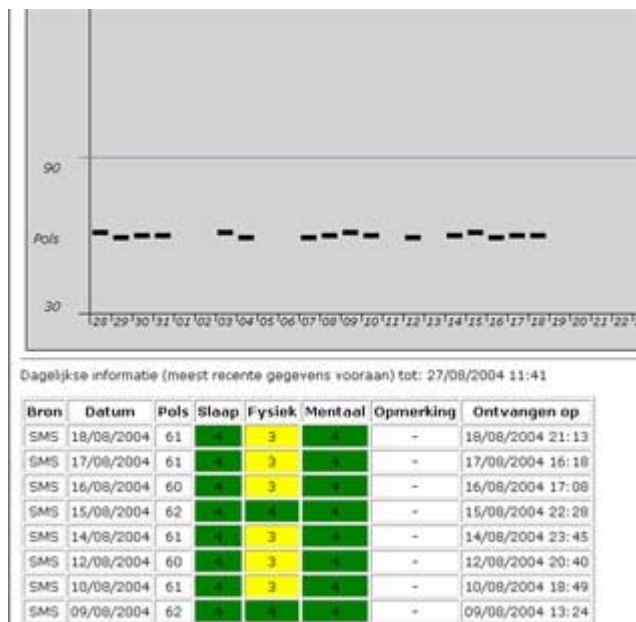 90
Pols
30
28 29 30 31 01 02 03 04 05 06 07 08 09 10 11 12 13 14 15 16 17 18 19 20 21 22
Dagelijkse informatie (meest recente gegevens vooraan) tot: 27/08/2004 11:41
Bron Datum Pols Slaap Fysiek Mentaal Opmerking Ontvangen op
SMS 18/08/2004 61 4 3 4 - 18/08/2004 21:13
SMS 17/08/2004 61 4 3 4 - 17/08/2004 16:18
SMS 16/08/2004 60 4 3 4 - 16/08/2004 17:08
SMS 15/08/2004 62 4 4 4 - 15/08/2004 22:28
SMS 14/08/2004 61 4 3 4 - 14/08/2004 23:45
SMS 12/08/2004 60 4 3 4 - 12/08/2004 20:40
SMS 10/08/2004 61 4 3 4 - 10/08/2004 18:49
SMS 09/08/2004 62 4 4 4 - 09/08/2004 13:24